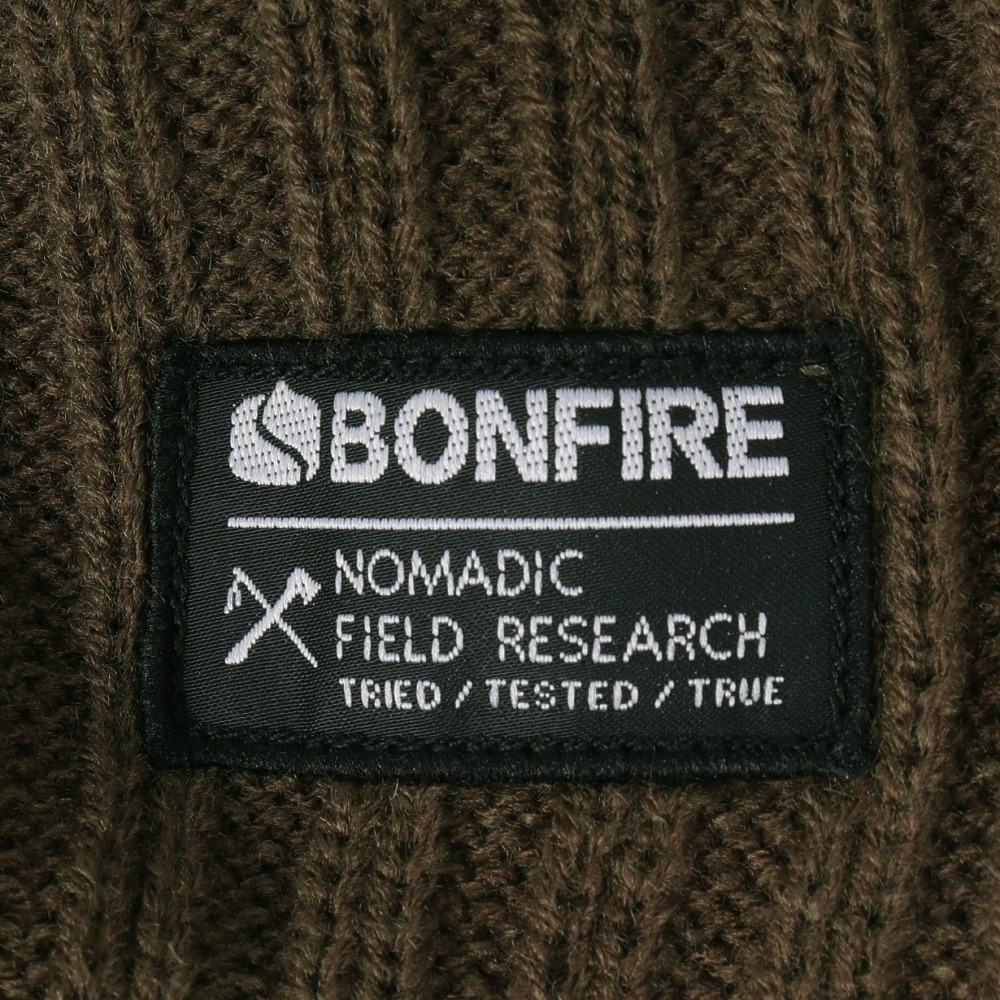 BONFIRE
NOMADIC
FIELD RESEARCH
TRIED / TESTED / TRUE